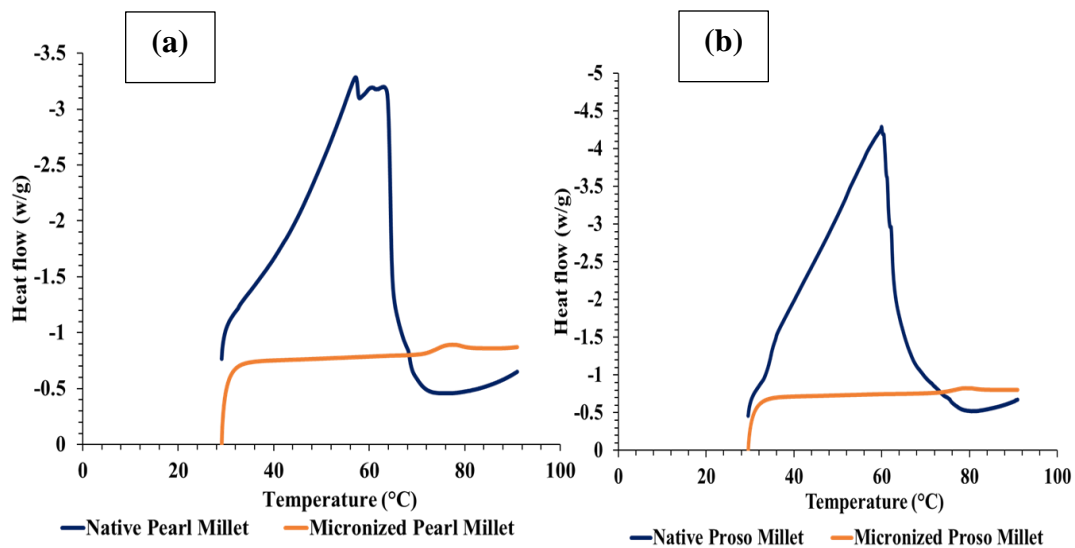 (a)
-3.5
-3
-2.5
-2
-1.5
-1
-0.5
0
Heat flow (w/g)
0 20 40 60 80 100
Temperature (°C)
Native Pearl Millet Micronized Pearl Millet
(b)
-5
-4.5
-4
-3.5
-3
-2.5
-2
-1.5
-1
-0.5
0
Heat flow (w/g)
0 20 40 60 80 100
Temperature (°C)
Native Proso Millet Micronized Proso Millet